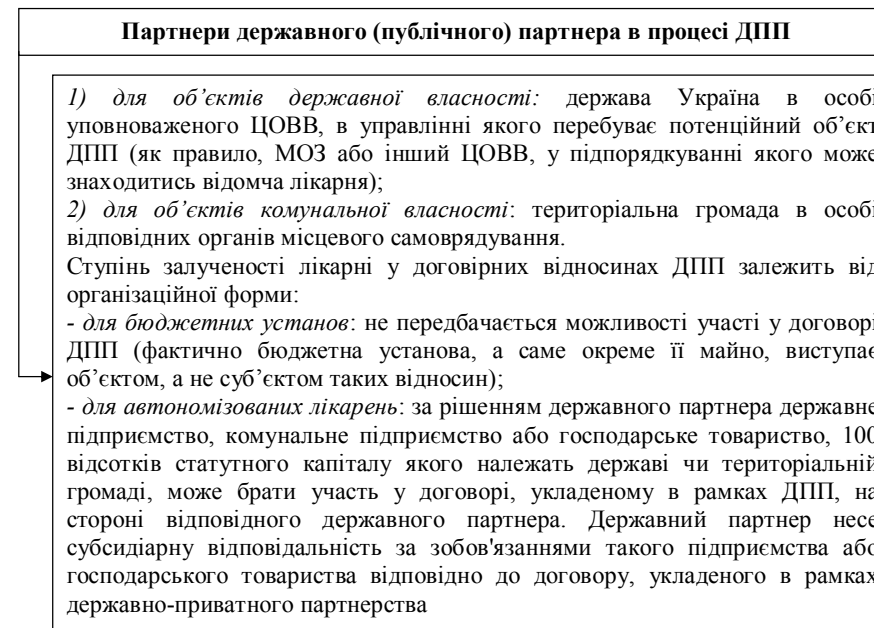 Партнери державного (публічного) партнера в процесі ДПП
1) для об’єктів державної власності: держава Україна в особі
уповноваженого ЦОВВ, в управлінні якого перебуває потенційний об’єкт
ДПП (як правило, МОЗ або інший ЦОВВ, у підпорядкуванні якого може
знаходитись відомча лікарня);
2) для об’єктів комунальної власності: територіальна громада в особі
відповідних органів місцевого самоврядування.
Ступінь залученості лікарні у договірних відносинах ДПП залежить від
організаційної форми:
- для бюджетних установ: не передбачається можливості участі у договорі
ДПП (фактично бюджетна установа, а саме окреме її майно, виступає
об’єктом, а не суб’єктом таких відносин);
- для автономізованих лікарень: за рішенням державного партнера державне
підприємство, комунальне підприємство або господарське товариство, 100
відсотків статутного капіталу якого належать державі чи територіальній
громаді, може брати участь у договорі, укладеному в рамках ДПП, на
стороні відповідного державного партнера. Державний партнер несе
субсидіарну відповідальність за зобов'язаннями такого підприємства або
господарського товариства відповідно до договору, укладеного в рамках
державно-приватного партнерства